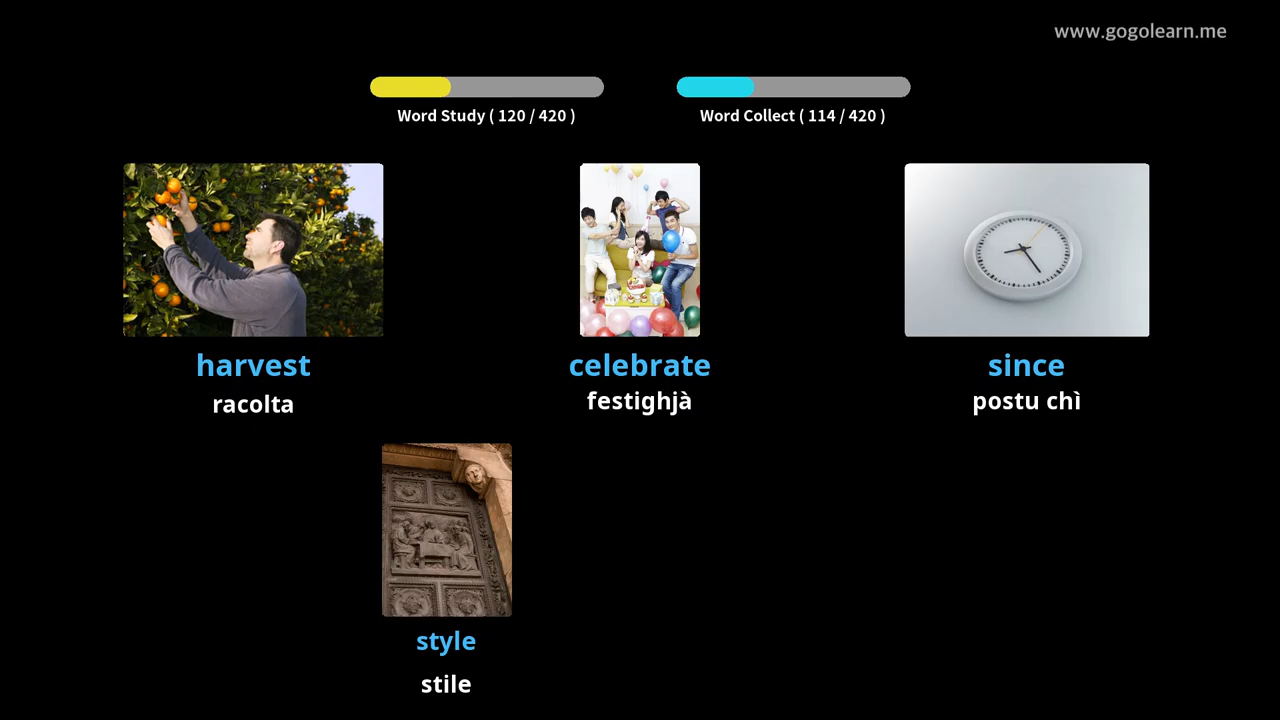 www.gogolearn.me
Word Study ( 120 / 420 )
Word Collect ( 114 / 420 )
harvest
racolta
celebrate
festighjà
since
postu chì
style
stile